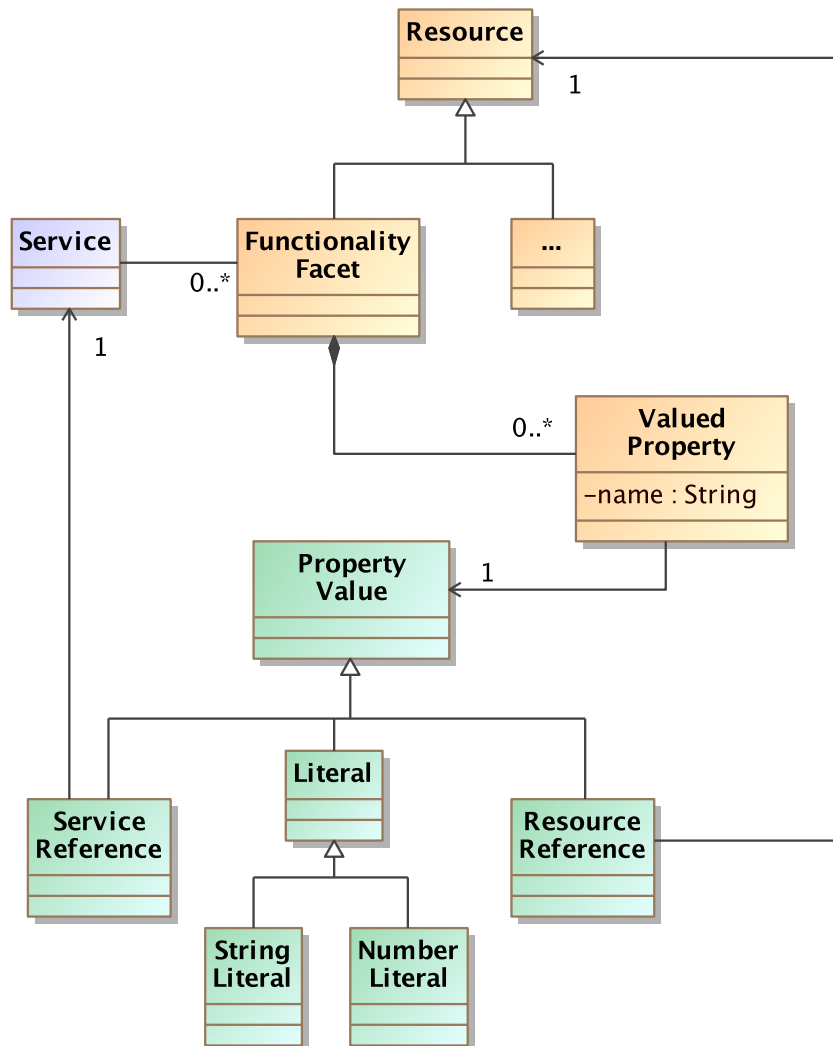 Resource
1
Service
Functionality
Facet
...
0..*
1
Valued
Property
0..*
-name : String
Property
Value
1
Literal
Service
Reference
Resource
Reference
String
Literal
Number
Literal